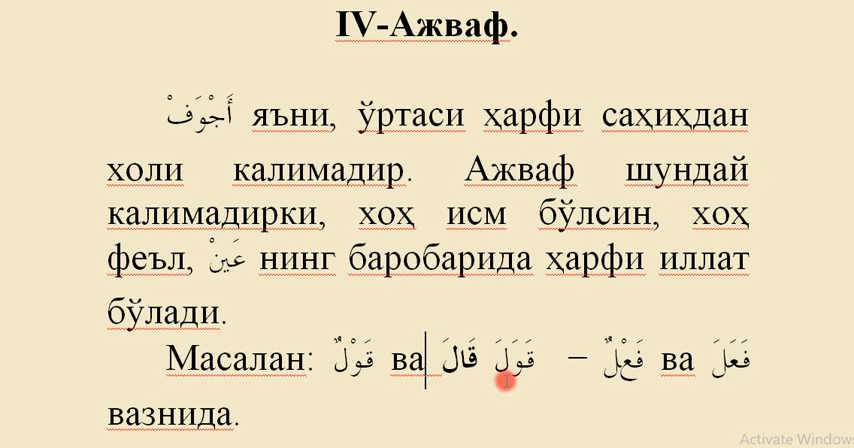 IV-Ажваф.
أَجْوَفْ яъни, ўртаси ҳарфи саҳиҳдан
холи калимадир. Ажваф шундай
калимадирки, хоҳ исм бўлсин, хоҳ
феъл, عَينْ нинг баробарида ҳарфи иллат
бўлади.
Масалан: قَوْلٌ ва قَالَ قَوَلَ – فَعْلٌ ва فَعَلَ
вазнида.
Activate Windows